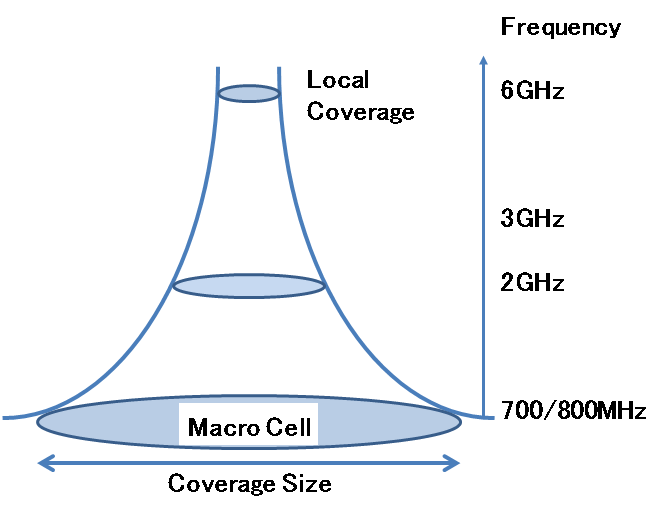 Frequency
Local
Coverage
6GHz
3GHz
2GHz
700/800MHz
Macro Cell
Coverage Size